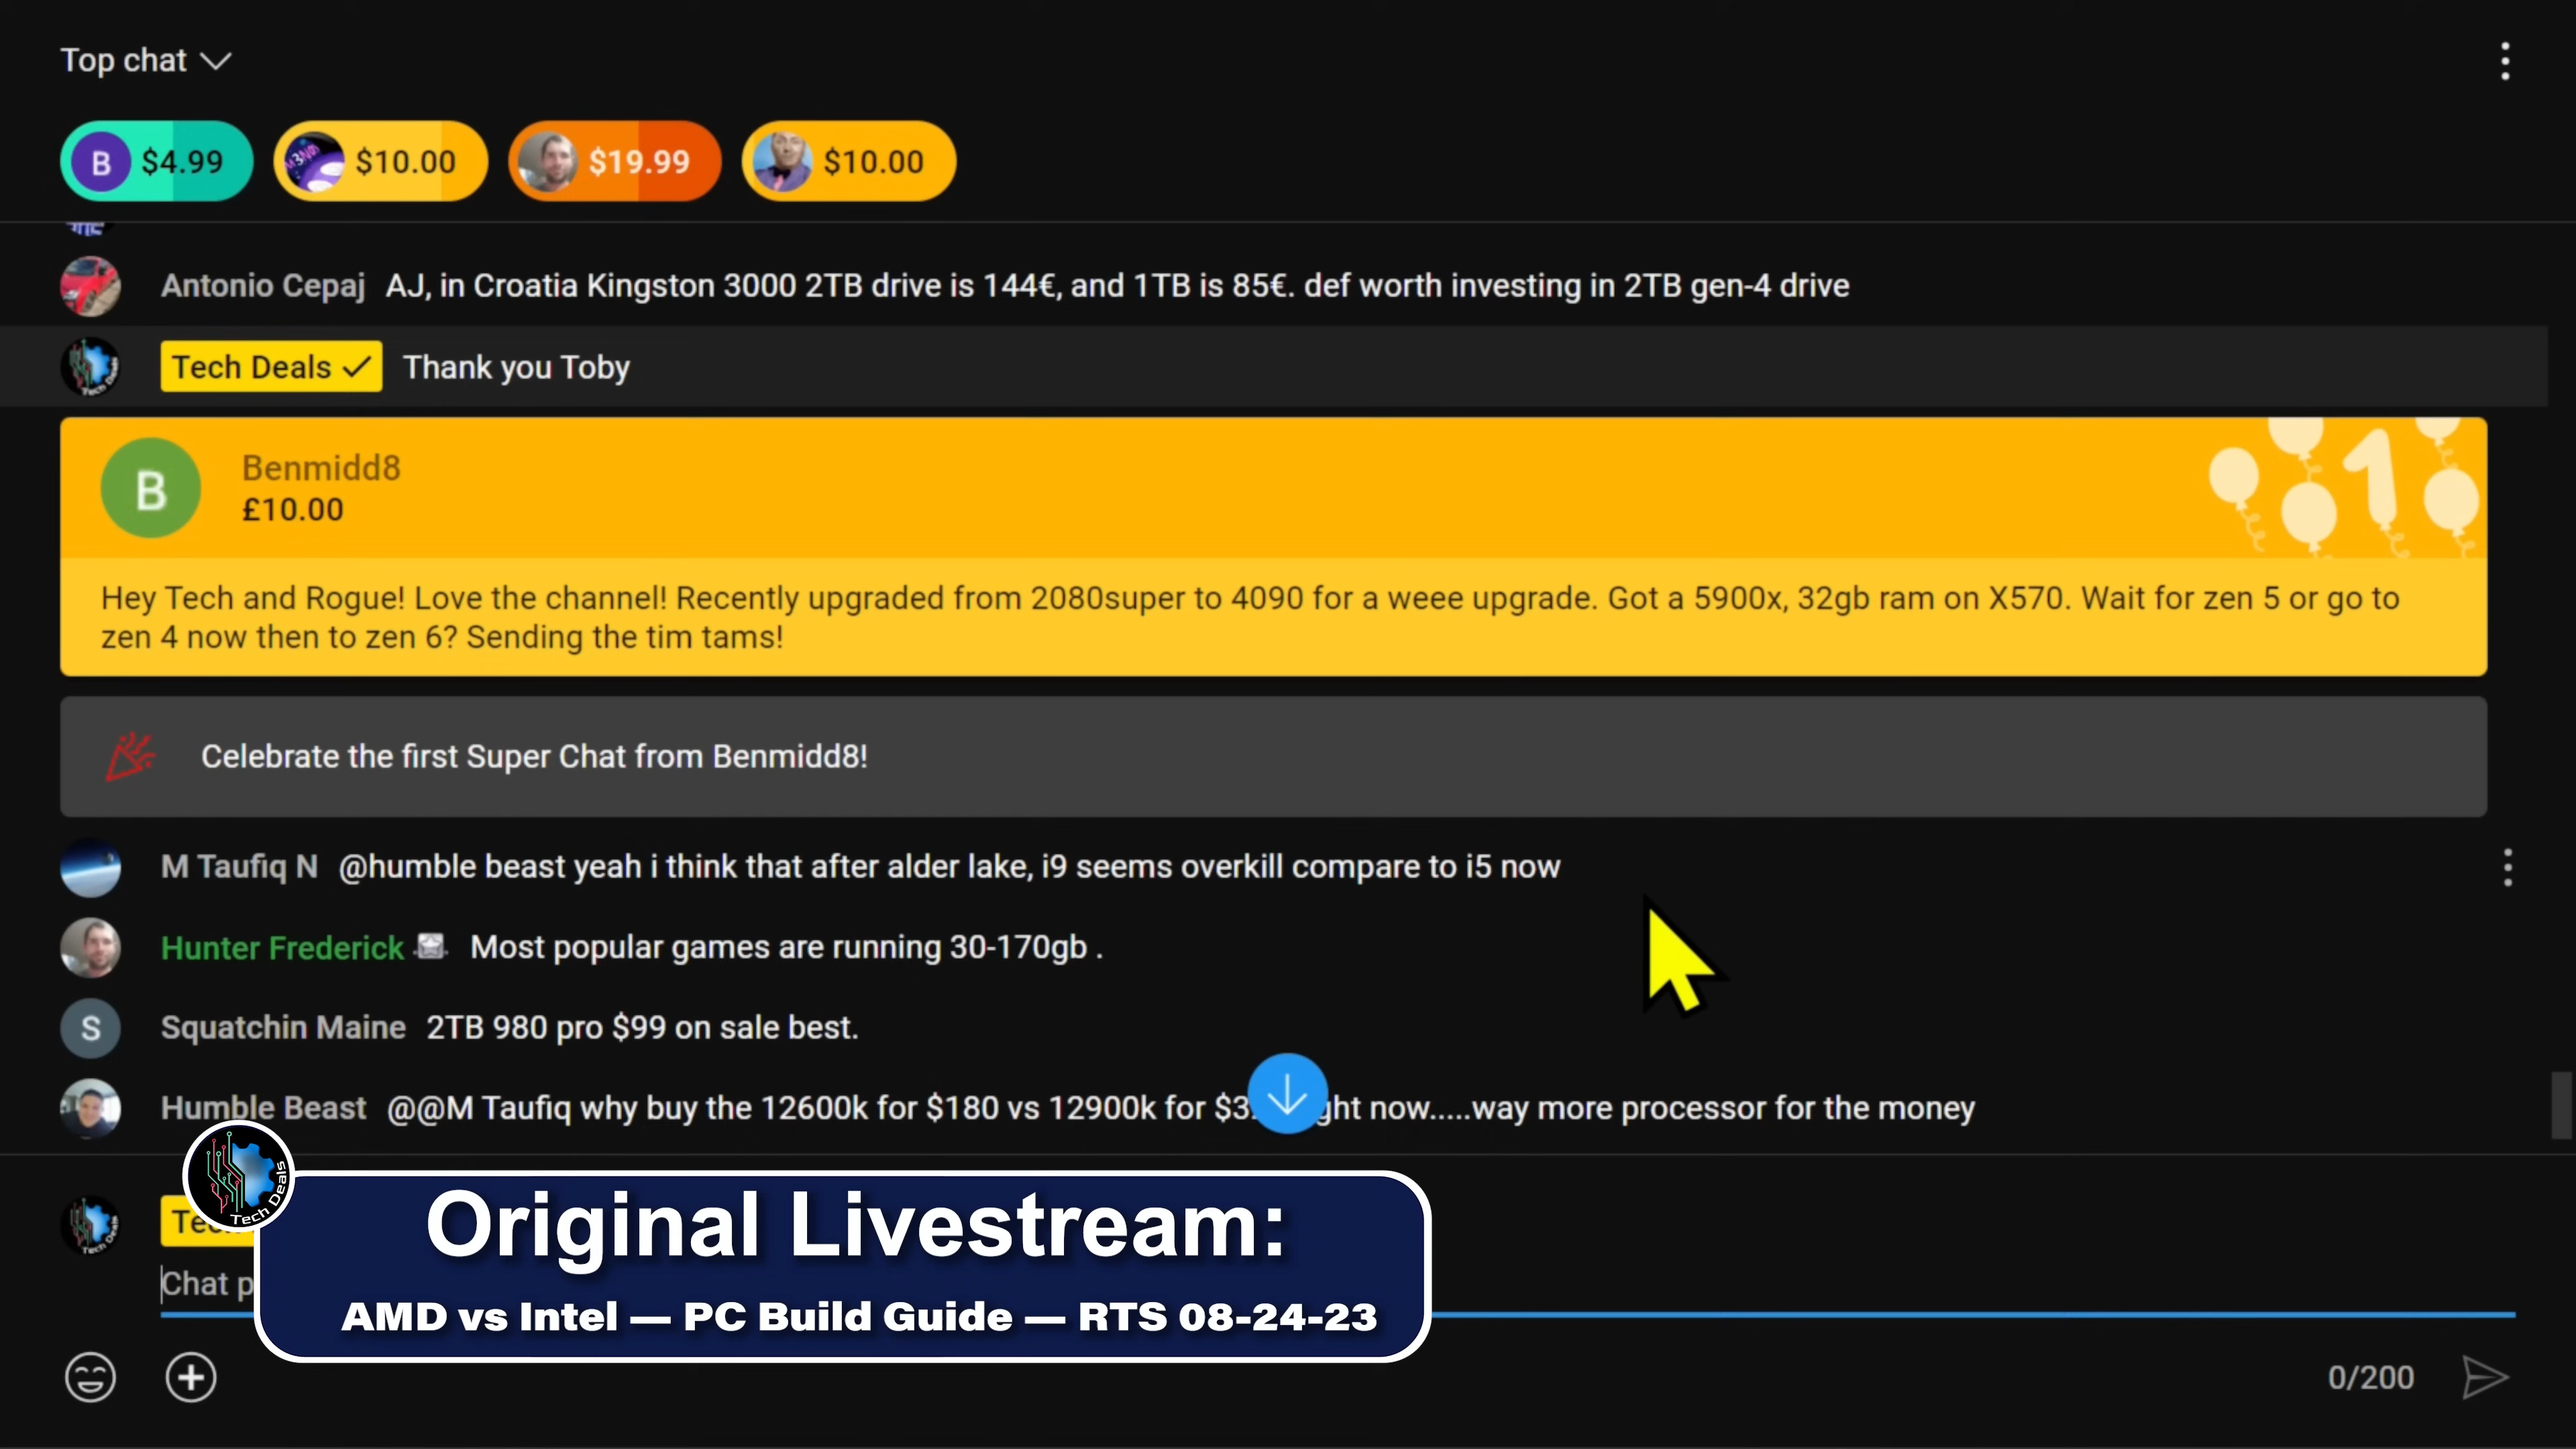 Top chat
B $4.99 $10.00 $19.99 $10.00
Antonio Cepaj AJ, in Croatia Kingston 3000 2TB drive is 144€, and 1TB is 85€. def worth investing in 2TB gen-4 drive
Tech Deals Thank you Toby
B Benmidd8
£10.00
1
Hey Tech and Rogue! Love the channel! Recently upgraded from 2080super to 4090 for a weee upgrade. Got a 5900x, 32gb ram on X570. Wait for zen 5 or go to
zen 4 now then to zen 6? Sending the tim tams!
Celebrate the first Super Chat from Benmidd8!
M Taufiq N @humble beast yeah i think that after alder lake, i9 seems overkill compare to i5 now
Hunter Frederick Most popular games are running 30-170gb .
S Squatchin Maine 2TB 980 pro $99 on sale best.
Humble Beast @@M Taufiq why buy the 12600k for $180 vs 12900k for now.....way more processor for the money
Tech Deals
Original Livestream:
Chat
AMD vs Intel — PC Build Guide — RTS 08-24-23
0/200